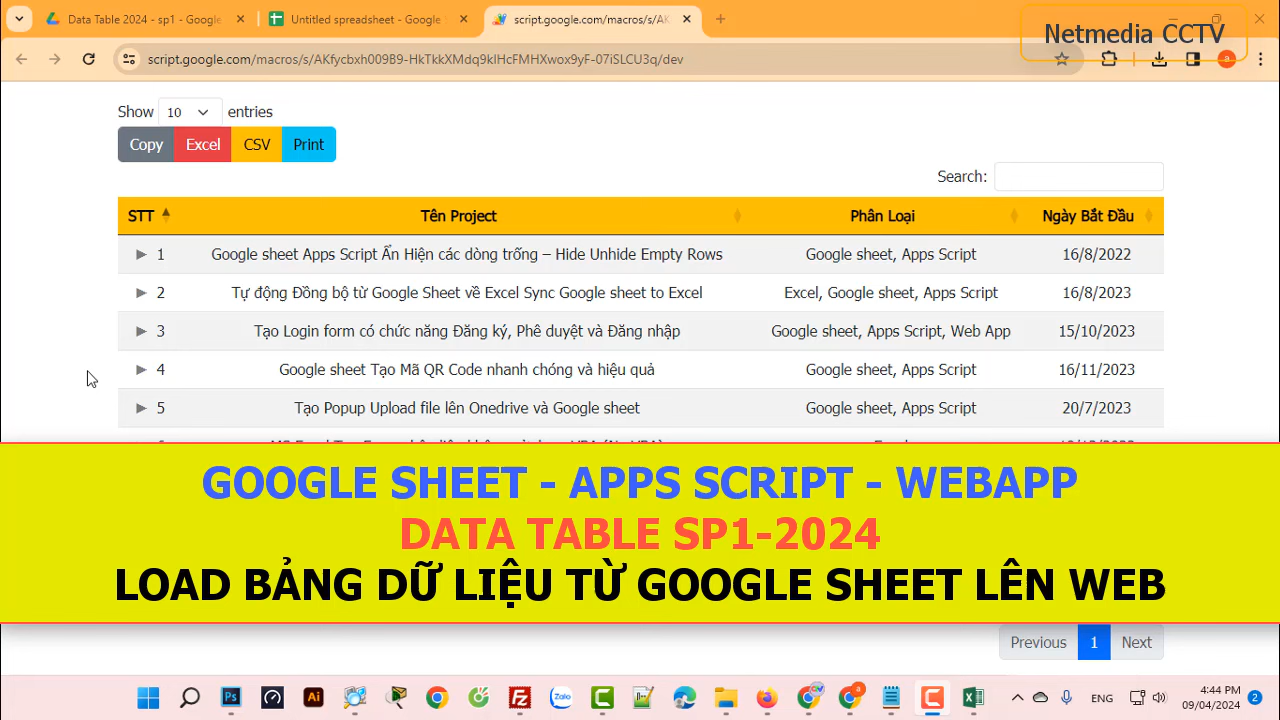 Data Table 2024 - sp1 - Google
Untitled spreadsheet - Google
script.google.com/macros/s/AK
Netmedia CCTV
script.google.com/macros/s/AKfycbxh009B9-HkTkkXMdq9kIHcFMHXwox9yF-07iSLCU3q/dev
Show 10 entries
Copy Excel CSV Print
Search:
STT Tên Project Phân Loại Ngày Bắt Đầu
1 Google sheet Apps Script Ẩn Hiện các dòng trống – Hide Unhide Empty Rows Google sheet, Apps Script 16/8/2022
2 Tự động Đồng bộ từ Google Sheet về Excel Sync Google sheet to Excel Excel, Google sheet, Apps Script 16/8/2023
3 Tạo Login form có chức năng Đăng ký, Phê duyệt và Đăng nhập Google sheet, Apps Script, Web App 15/10/2023
4 Google sheet Tạo Mã QR Code nhanh chóng và hiệu quả Google sheet, Apps Script 16/11/2023
5 Tạo Popup Upload file lên Onedrive và Google sheet Google sheet, Apps Script 20/7/2023
GOOGLE SHEET - APPS SCRIPT - WEBAPP
DATA TABLE SP1-2024
LOAD BẢNG DỮ LIỆU TỪ GOOGLE SHEET LÊN WEB
Previous 1 Next
Zalo
ENG
4:44 PM
09/04/2024
2